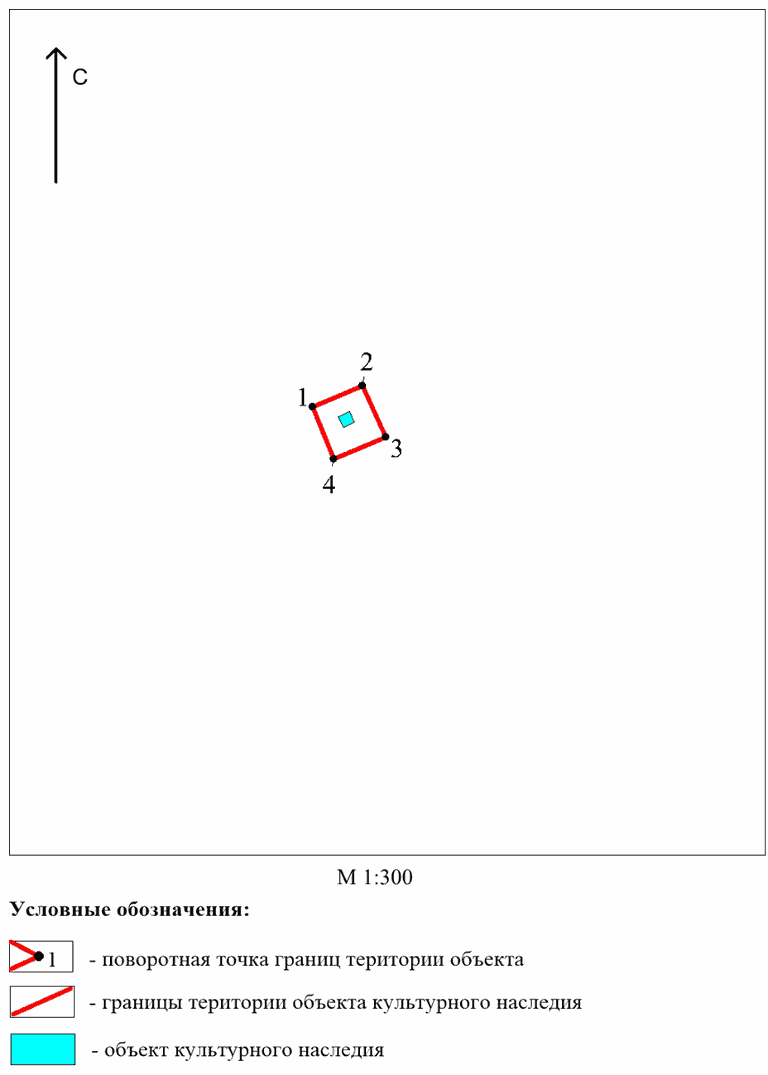 С
2
1
3
4
М 1:300
Условные обозначения:
1 - поворотная точка границ територии объекта
- границы територии объекта культурного наследия
- объект культурного наследия